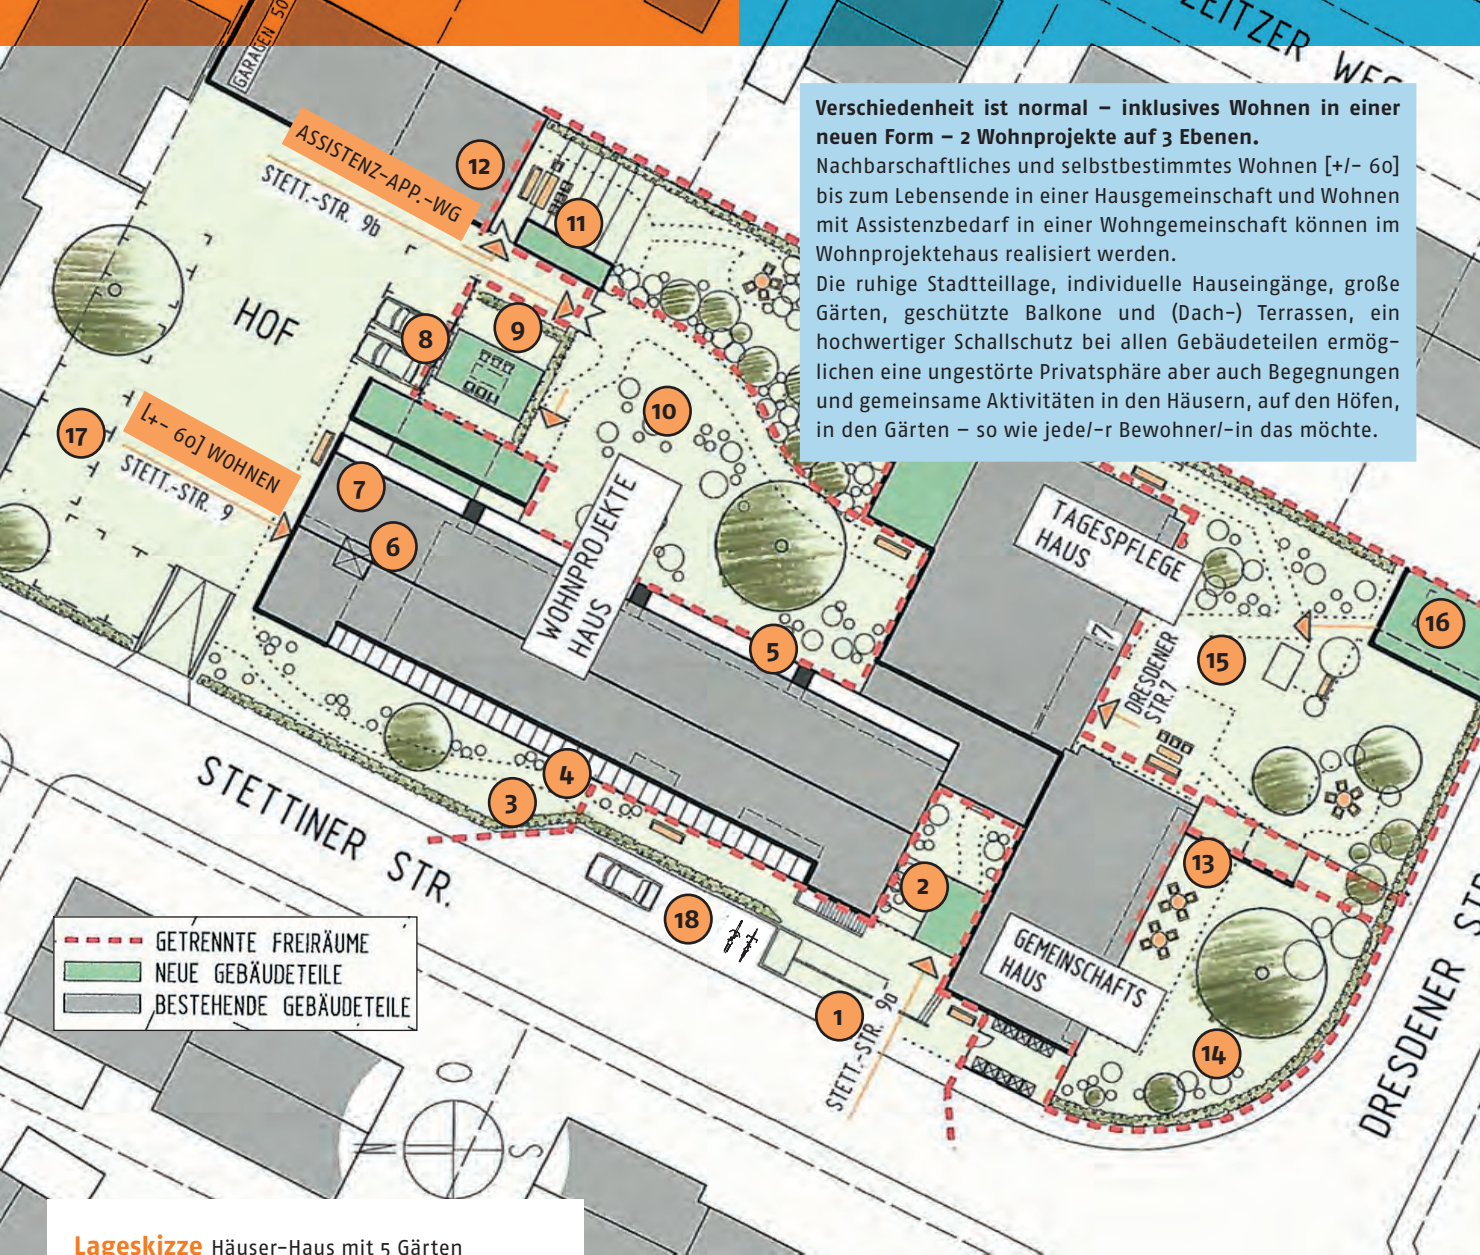 GARAGEN 50
ZEITZER WEG
Verschiedenheit ist normal – inklusives Wohnen in einer
neuen Form – 2 Wohnprojekte auf 3 Ebenen.
Nachbarschaftliches und selbstbestimmtes Wohnen [+/– 60]
bis zum Lebensende in einer Hausgemeinschaft und Wohnen
mit Assistenzbedarf in einer Wohngemeinschaft können im
Wohnprojektehaus realisiert werden.
Die ruhige Stadtteillage, individuelle Hauseingänge, große
Gärten, geschützte Balkone und (Dach-) Terrassen, ein
hochwertiger Schallschutz bei allen Gebäudeteilen ermög-
lichen eine ungestörte Privatsphäre aber auch Begegnungen
und gemeinsame Aktivitäten in den Häusern, auf den Höfen,
in den Gärten – so wie jede/-r Bewohner/-in das möchte.
ASSISTENZ-APP.-WG
STETT.-STR. 9b
12
11
HOF
8
9
10
17
[+- 60] WOHNEN
STETT.-STR. 9
7
6
WOHNPROJEKTE
HAUS
TAGESPFLEGE
HAUS
17
16
15
DRESDENER
STR.7
5
4
3
STETTINER STR.
13
2
18
GEMEINSCHAFTS
HAUS
14
1
STETT.-STR. 9a
DRESDENER STR.
GETRENNTE FREIRÄUME
NEUE GEBÄUDETEILE
BESTEHENDE GEBÄUDETEILE
O
N
S
Lageskizze Häuser-Haus mit 5 Gärten